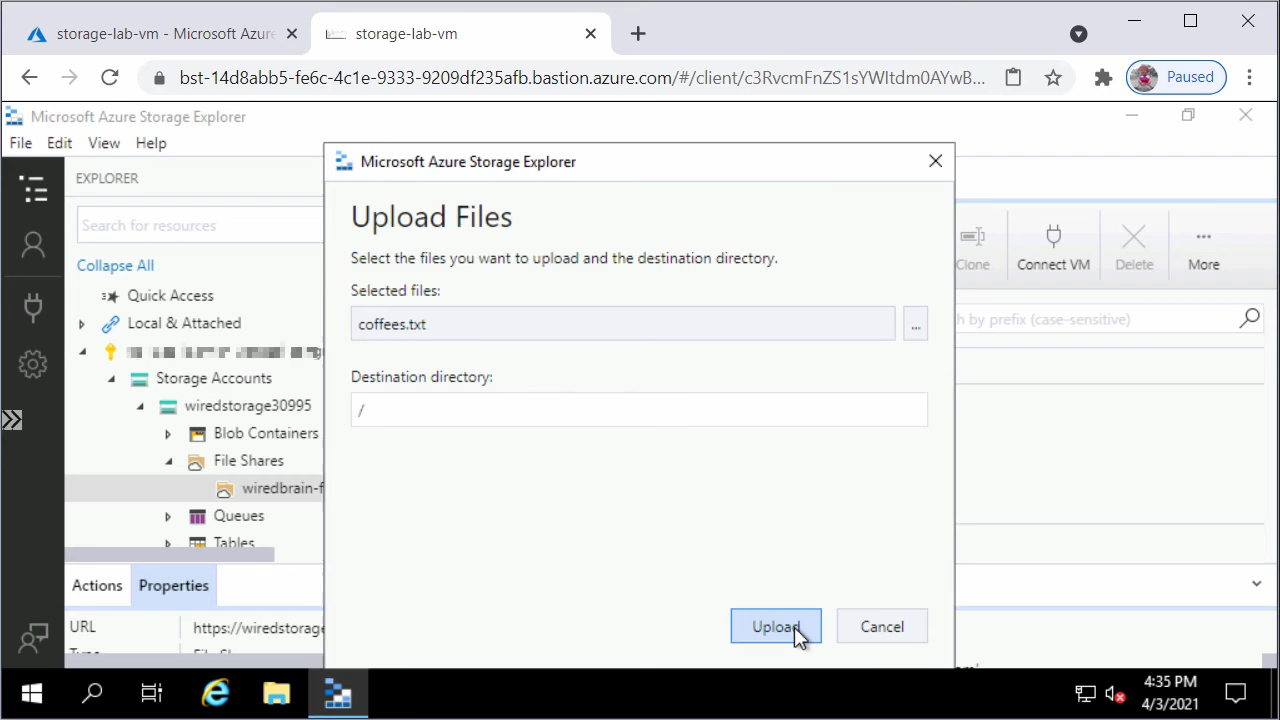 storage-lab-vm - Microsoft Azure
storage-lab-vm
bst-14d8abb5-fe6c-4c1e-9333-9209df235afb.bastion.azure.com/#/client/c3RvcmFnZS1sYWItdm0AYwB...
Paused
Microsoft Azure Storage Explorer
File Edit View Help
Microsoft Azure Storage Explorer
EXPLORER
Upload Files
Search for resources
Select the files you want to upload and the destination directory.
Clone Connect VM Delete More
Collapse All
Selected files:
Quick Access
coffees.txt
...
h by prefix (case-sensitive)
Local & Attached
Storage Accounts
Destination directory:
wiredstorage30995
/
Blob Containers
File Shares
wiredbrain-f
Queues
Tables
Actions Properties
URL https://wiredstorage
Upload Cancel
Type File Sh
4:35 PM
4/3/2021